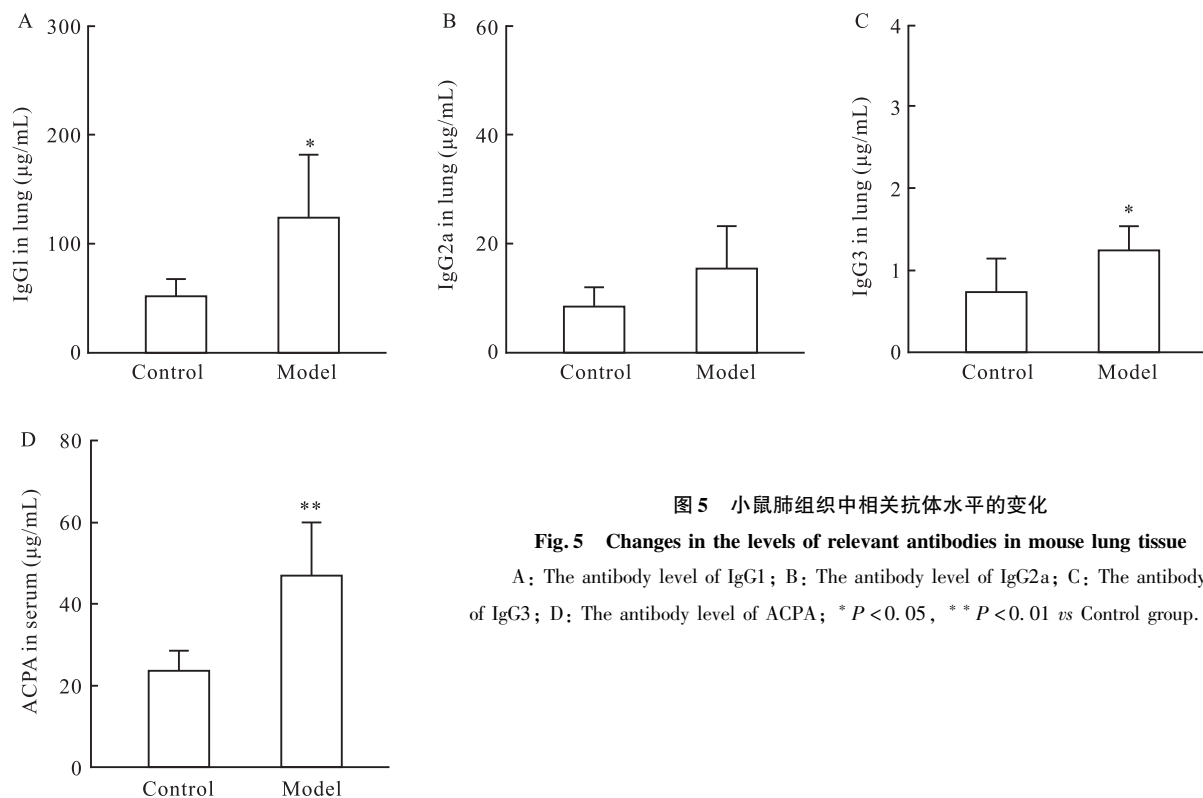 A
300
200
100
0
IgG1 in lung (μg/mL)
*
Control Model
B
60
40
20
0
IgG2a in lung (μg/mL)
Control Model
C
4
3
2
1
0
IgG3 in lung (μg/mL)
*
Control Model
D
80
60
40
20
0
ACPA in serum (μg/mL)
**
Control Model
图 5 小鼠肺组织中相关抗体水平的变化
Fig. 5 Changes in the levels of relevant antibodies in mouse lung tissue
A: The antibody level of IgG1; B: The antibody level of IgG2a; C: The antibody
of IgG3; D: The antibody level of ACPA; * P<0.05, ** P<0.01 vs Control group.